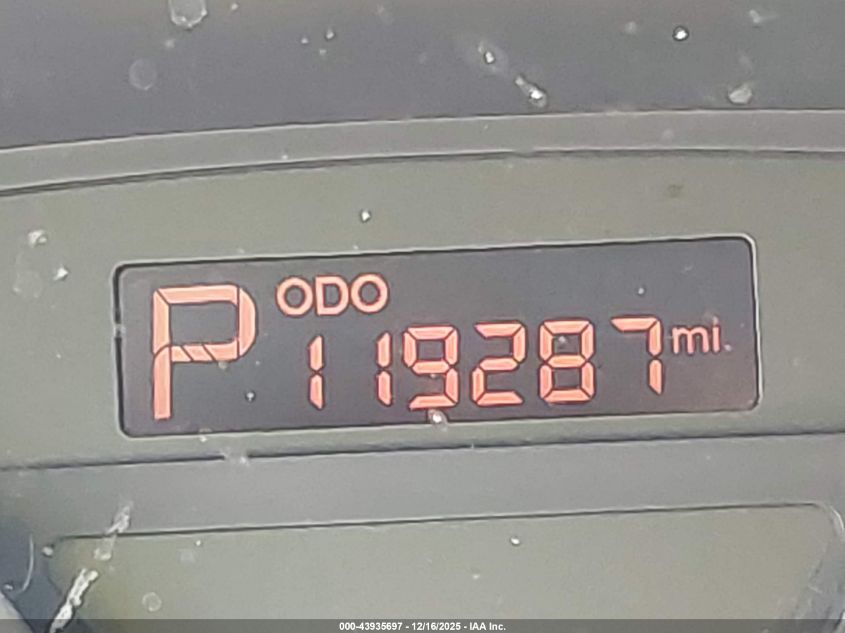 P ODO
119287 mi.
000-43935697 - 12/16/2025 - IAA Inc.